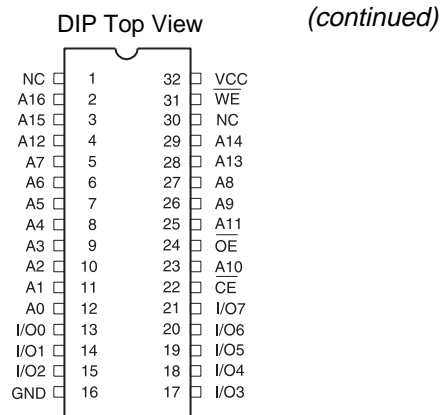 DIP Top View (continued)
NC 1 32 VCC
A16 2 31 WE
A15 3 30 NC
A12 4 29 A14
A7 5 28 A13
A6 6 27 A8
A5 7 26 A9
A4 8 25 A11
A3 9 24 OE
A2 10 23 A10
A1 11 22 CE
A0 12 21 I/O7
I/O0 13 20 I/O6
I/O1 14 19 I/O5
I/O2 15 18 I/O4
GND 16 17 I/O3